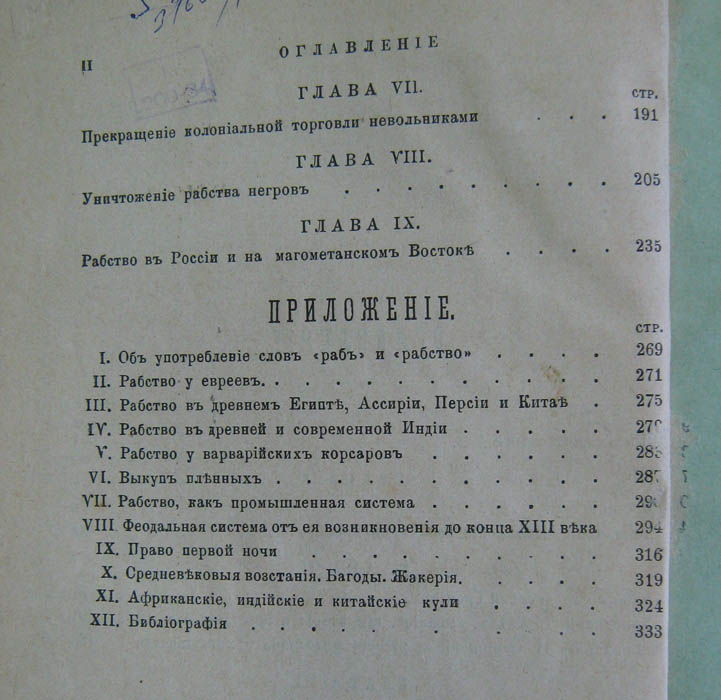 II ОГЛАВЛЕНІЕ
ГЛАВА VII.
СТР.
Прекращеніе колоніальной торговли невольниками . . . 191
ГЛАВА VIII.
Уничтоженіе рабства негровъ . . . . . . . . . 205
ГЛАВА IX.
Рабство въ Россіи и на магометанскомъ Востокѣ . . . . 235
ПРИЛОЖЕНІЕ.
СТР.
I. Объ употребленіе словъ «рабъ» и «рабство» . . . . 269
II. Рабство у евреевъ. . . . . . . . . . . . 271
III. Рабство въ древнемъ Египтѣ, Ассиріи, Персіи и Китаѣ . 275
IV. Рабство въ древней и современной Индіи . . . . .
V. Рабство у варварійскихъ корсаровъ . . . . . .
VI. Выкупъ плѣнныхъ . . . . . . . . . . .
VII. Рабство, какъ промышленная система . . . . . .
VIII Феодальная система отъ ея возникновенія до конца XIII вѣка 294
IX. Право первой ночи . . . . . . . . . 316
X. Средневѣковыя возстанія. Багоды. Жакерія. . . . . 319
XI. Африканскіе, индійскіе и китайскіе кули . . . . 324
XII. Библіографія . . . . . . . . 333